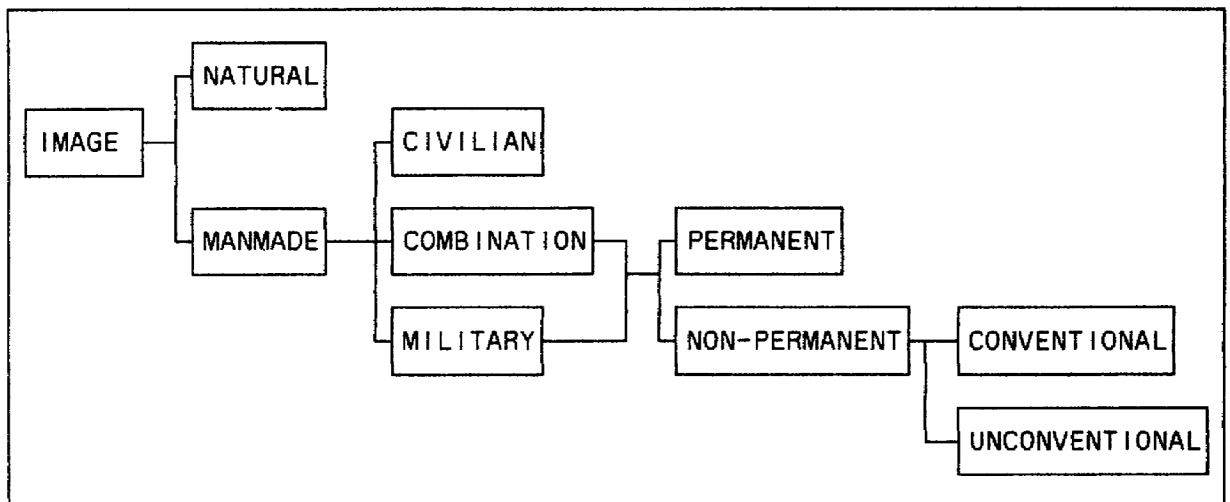 IMAGE
NATURAL
MANMADE
CIVILIAN
COMBINATION
MILITARY
PERMANENT
NON-PERMANENT
CONVENTIONAL
UNCONVENTIONAL